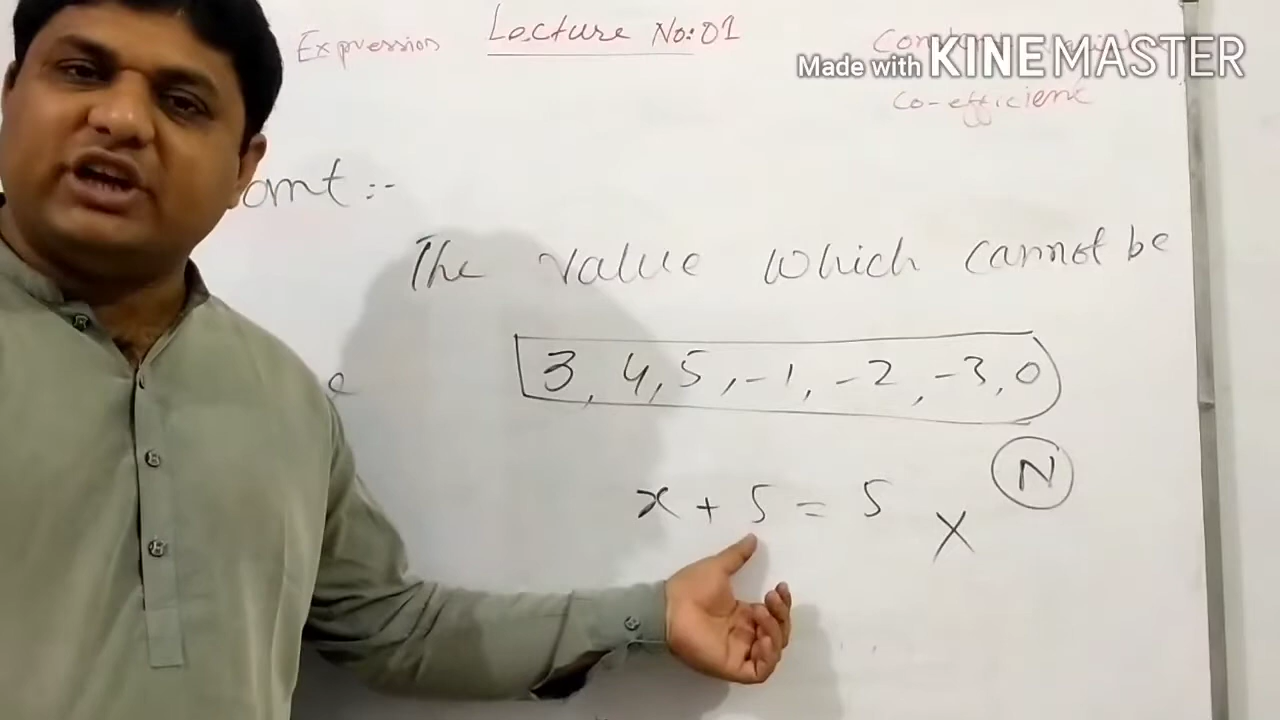 Expression Lecture No:01
Made with KINEMASTER
co-efficient
The value which cannot be
3, 4, 5, -1, -2, -3, 0
N
x + 5 = 5 X